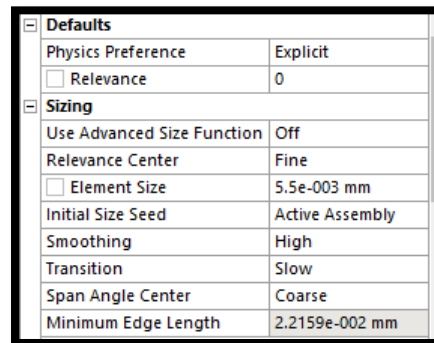 Defaults
Physics Preference Explicit
Relevance 0
Sizing
Use Advanced Size Function Off
Relevance Center Fine
Element Size 5.5e-003 mm
Initial Size Seed Active Assembly
Smoothing High
Transition Slow
Span Angle Center Coarse
Minimum Edge Length 2.2159e-002 mm